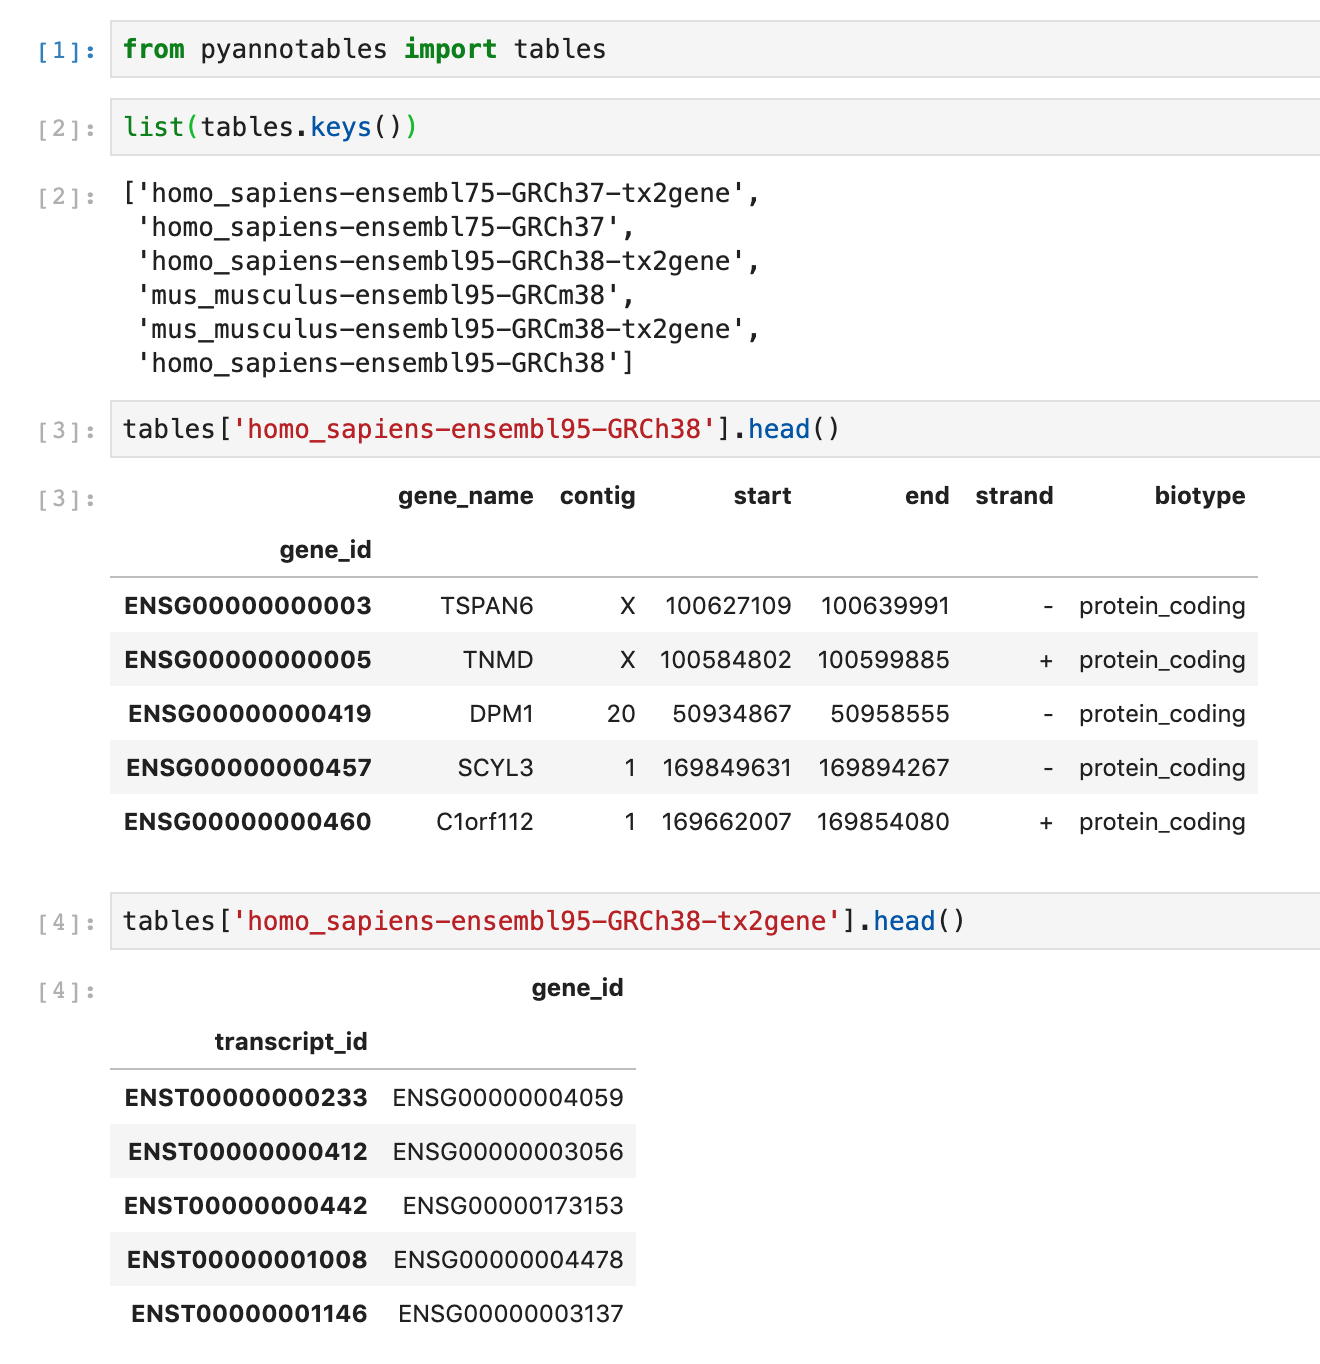 [1]: from pyannotables import tables
[2]: list(tables.keys())
[2]: ['homo_sapiens-ensembl75-GRCh37-tx2gene',
'homo_sapiens-ensembl75-GRCh37',
'homo_sapiens-ensembl95-GRCh38-tx2gene',
'mus_musculus-ensembl95-GRCm38',
'mus_musculus-ensembl95-GRCm38-tx2gene',
'homo_sapiens-ensembl95-GRCh38']
[3]: tables['homo_sapiens-ensembl95-GRCh38'].head()
[3]: gene_name contig start end strand biotype
gene_id
ENSG00000000003 TSPAN6 X 100627109 100639991 - protein_coding
ENSG00000000005 TNMD X 100584802 100599885 + protein_coding
ENSG00000000419 DPM1 20 50934867 50958555 - protein_coding
ENSG00000000457 SCYL3 1 169849631 169894267 - protein_coding
ENSG00000000460 C1orf112 1 169662007 169854080 + protein_coding
[4]: tables['homo_sapiens-ensembl95-GRCh38-tx2gene'].head()
[4]: gene_id
transcript_id
ENST00000000233 ENSG00000004059
ENST00000000412 ENSG00000003056
ENST00000000442 ENSG00000173153
ENST00000001008 ENSG00000004478
ENST00000001146 ENSG00000003137